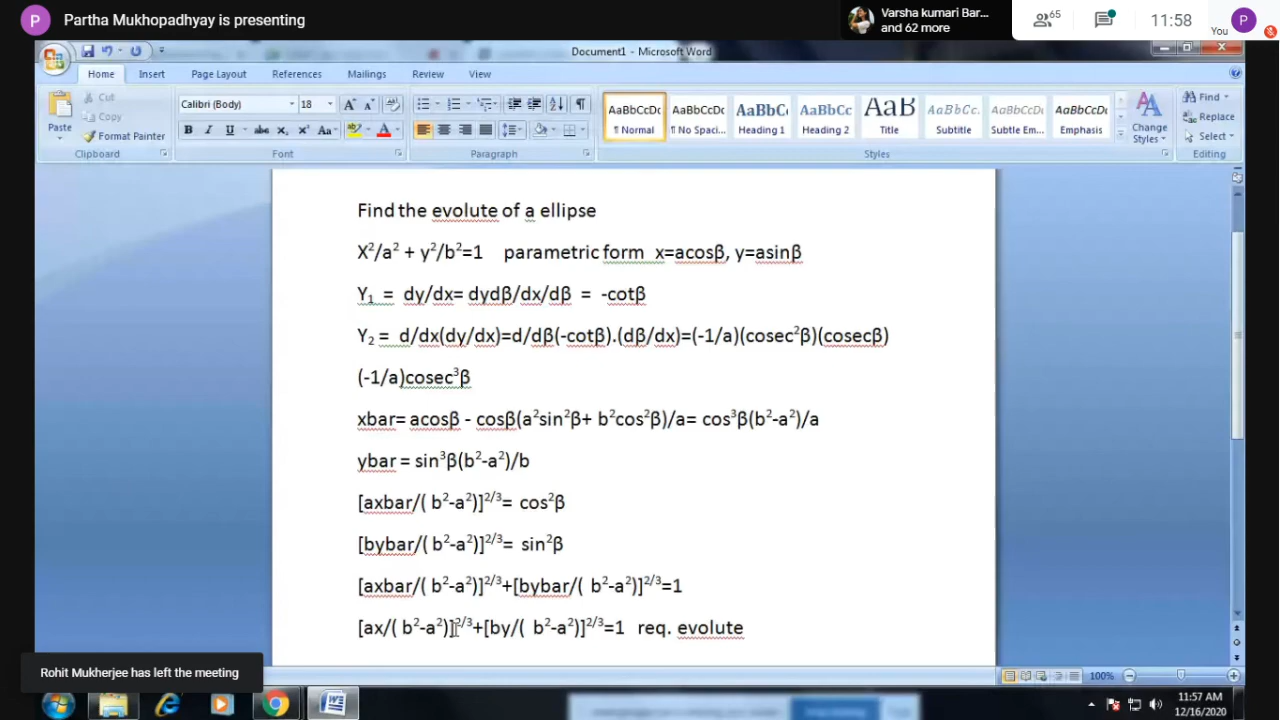 P Partha Mukhopadhyay is presenting
Varsha kumari Bar...
and 62 more
65
11:58
You
P
Document1 - Microsoft Word
Home Insert Page Layout References Mailings Review View
Paste
Cut
Copy
Format Painter
Clipboard
Calibri (Body) 18
Font
Paragraph
AaBbCcDc AaBbCcDc AaBbC AaBbCc AaB AaBbCcI AaBbCcDt AaBbCcDt
¶ Normal ¶ No Spaci... Heading 1 Heading 2 Title Subtitle Subtle Em... Emphasis
Change Styles
Styles
Find
Replace
Select
Editing
Find the evolute of a ellipse
X²/a² + y²/b²=1 parametric form x=acosβ, y=asinβ
Y₁ = dy/dx= dydβ/dx/dβ = -cotβ
Y₂ = d/dx(dy/dx)=d/dβ(-cotβ).(dβ/dx)=(-1/a)(cosec²β)(cosecβ)
(-1/a)cosec³β
xbar= acosβ - cosβ(a²sin²β+ b²cos²β)/a= cos³β(b²-a²)/a
ybar = sin³β(b²-a²)/b
[axbar/( b²-a²)]²/³= cos²β
[bybar/( b²-a²)]²/³= sin²β
[axbar/( b²-a²)]²/³+[bybar/( b²-a²)]²/³=1
[ax/( b²-a²)]²/³+[by/( b²-a²)]²/³=1 req. evolute
Rohit Mukherjee has left the meeting
100%
11:57 AM
12/16/2020